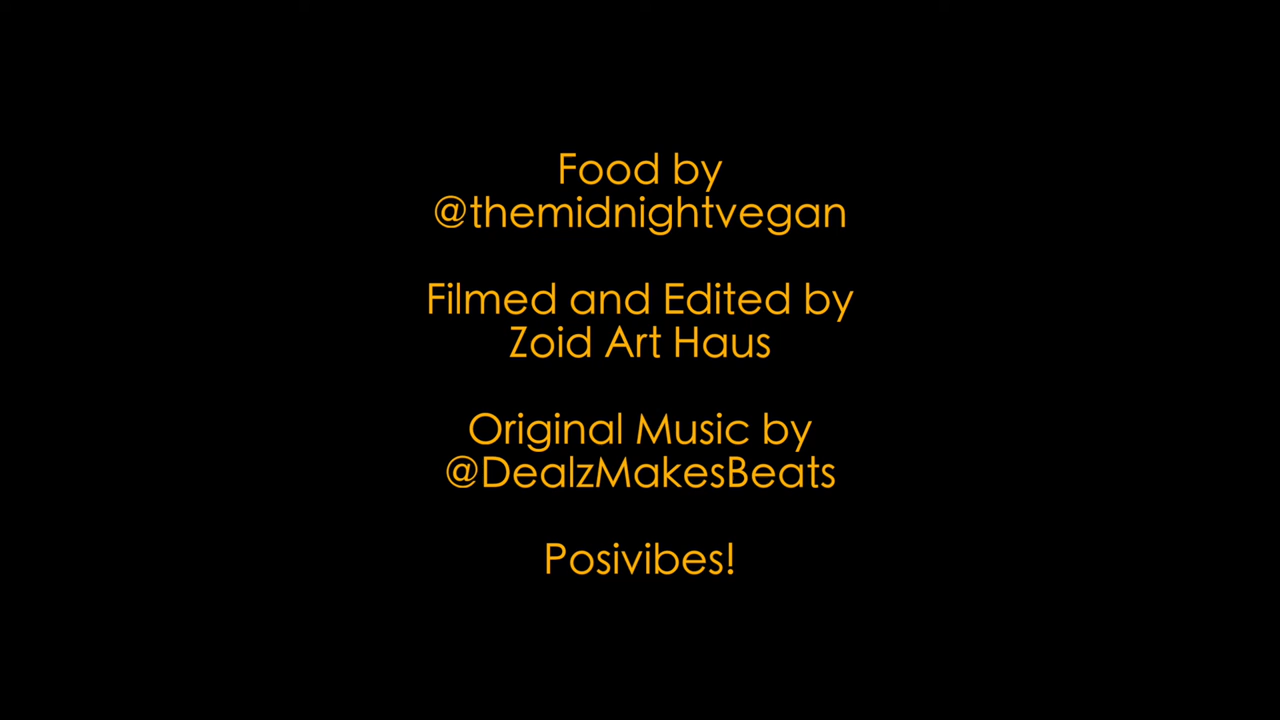 Food by
@themidnightvegan
Filmed and Edited by
Zoid Art Haus
Original Music by
@DealzMakesBeats
Posivibes!